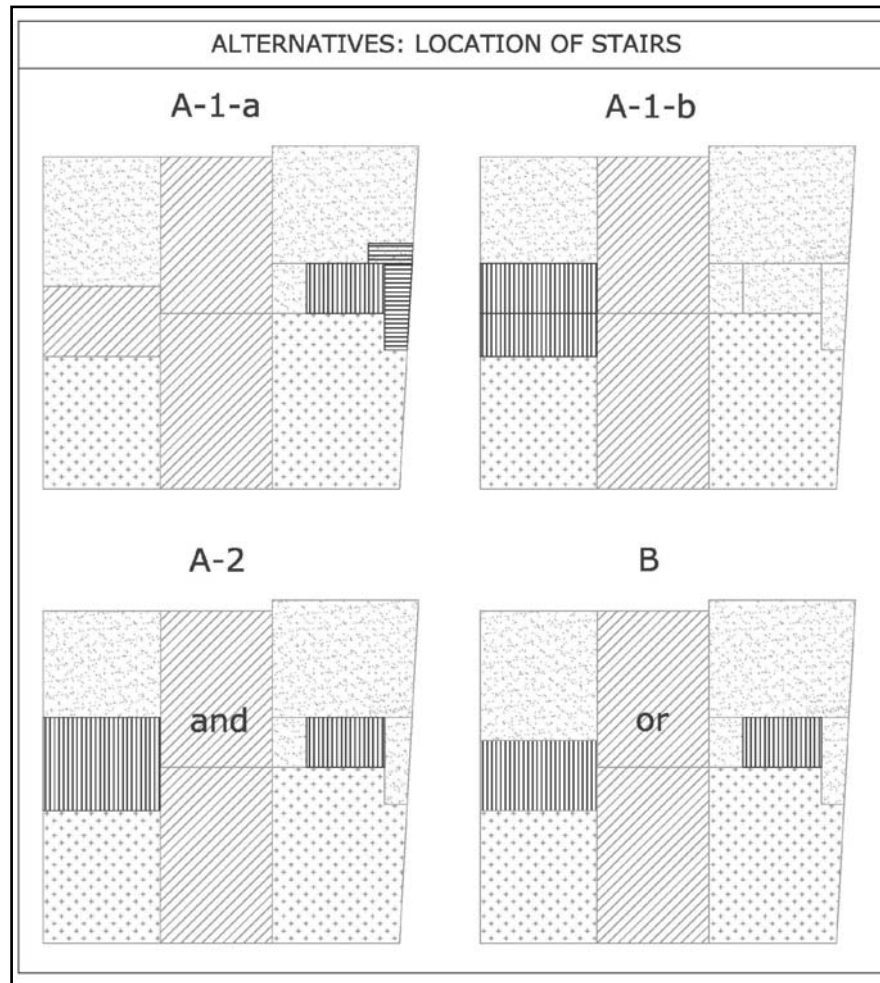 ALTERNATIVES: LOCATION OF STAIRS
A-1-a
A-1-b
A-2
B
and
or